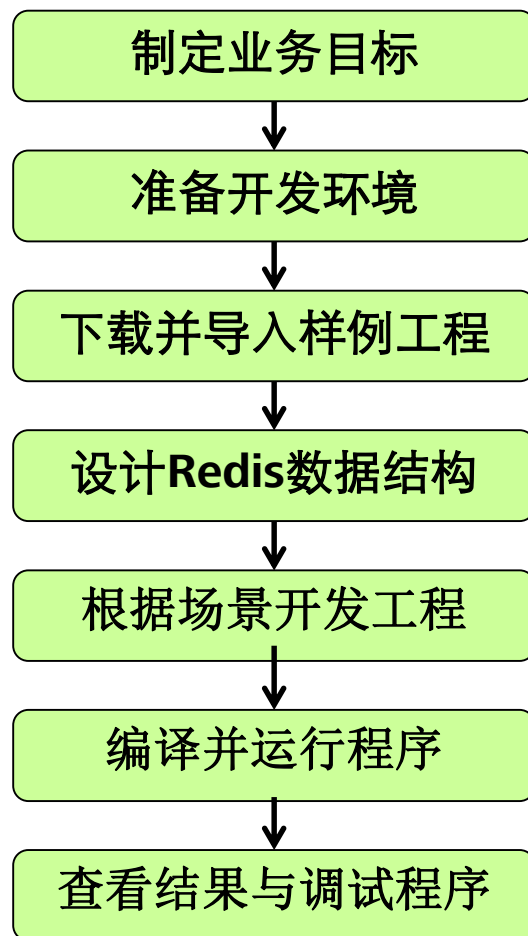 制定业务目标
准备开发环境
下载并导入样例工程
设计Redis数据结构
根据场景开发工程
编译并运行程序
查看结果与调试程序